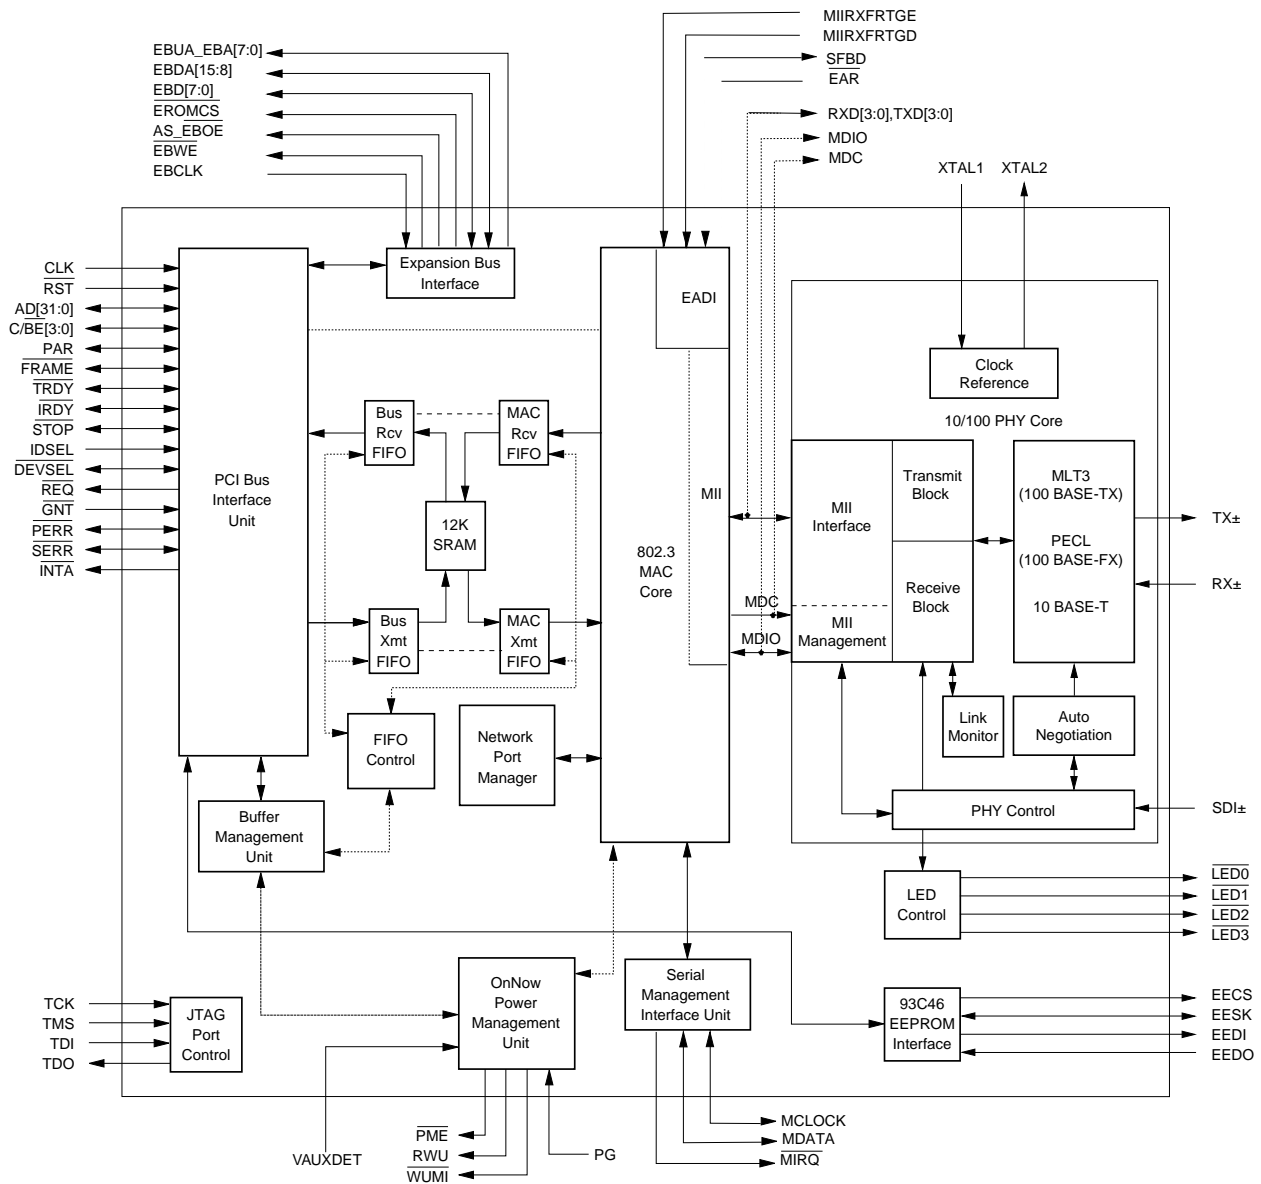 MIIRXFRTGE
MIIRXFRTGD
SFBD
EAR
RXD[3:0],TXD[3:0]
MDIO
MDC
EBUA_EBA[7:0]
EBDA[15:8]
EBD[7:0]
EROMCS
AS_EBOE
EBWE
EBCLK
XTAL1
XTAL2
CLK
RST
AD[31:0]
C/BE[3:0]
PAR
FRAME
TRDY
IRDY
STOP
IDSEL
DEVSEL
REQ
GNT
PERR
SERR
INTA
PCI Bus
Interface
Unit
Expansion Bus
Interface
Bus
Rcv
FIFO
MAC
Rcv
FIFO
12K
SRAM
Bus
Xmt
FIFO
MAC
Xmt
FIFO
FIFO
Control
Network
Port
Manager
Buffer
Management
Unit
EADI
MII
802.3
MAC
Core
MDC
MDIO
Clock
Reference
10/100 PHY Core
MII
Interface
MII
Management
Transmit
Block
Receive
Block
MLT3
(100 BASE-TX)
PECL
(100 BASE-FX)
10 BASE-T
Link
Monitor
Auto
Negotiation
PHY Control
TX±
RX±
SDI±
LED
Control
LED0
LED1
LED2
LED3
93C46
EEPROM
Interface
EECS
EESK
EEDI
EEDO
TCK
TMS
TDI
TDO
JTAG
Port
Control
OnNow
Power
Management
Unit
Serial
Management
Interface Unit
VAUXDET
PME
RWU
WUMI
PG
MCLOCK
MDATA
MIRQ